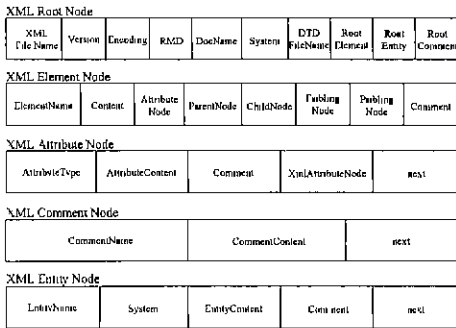 XML Root Node
XML File Name Version Encoding RMD DocName System DTD FileName Root Element Root Entity Root Comment
XML Element Node
ElementName Content Attribute Node ParentNode ChildNode Node Node Comment
XML Attribute Node
AttributeType AttributeContent Comment XmlAttributeNode next
XML Comment Node
CommentName CommentContent next
XML Entity Node
EntityName System EntityContent Comment next